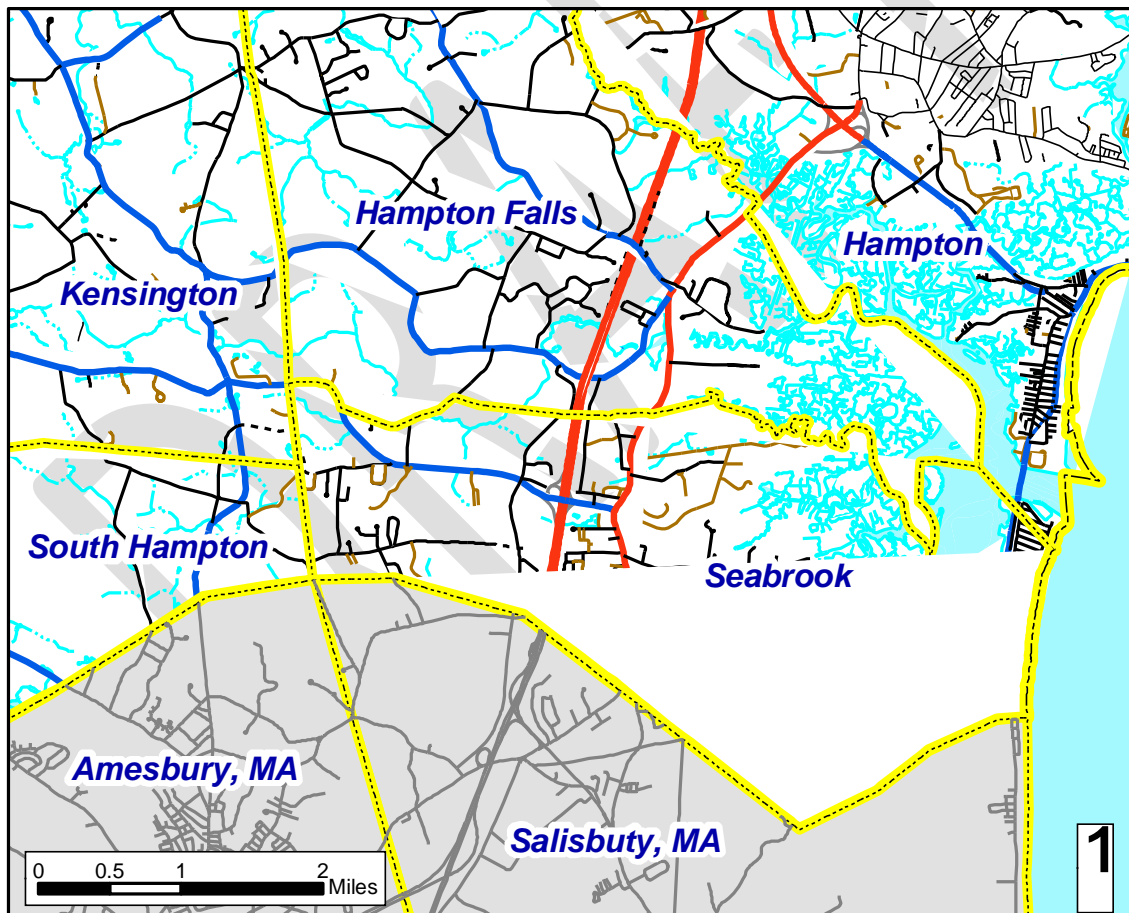 Hampton Falls
Hampton
Kensington
South Hampton
Seabrook
Amesbury, MA
Salisbuty, MA
0 0.5 1 2
Miles
1